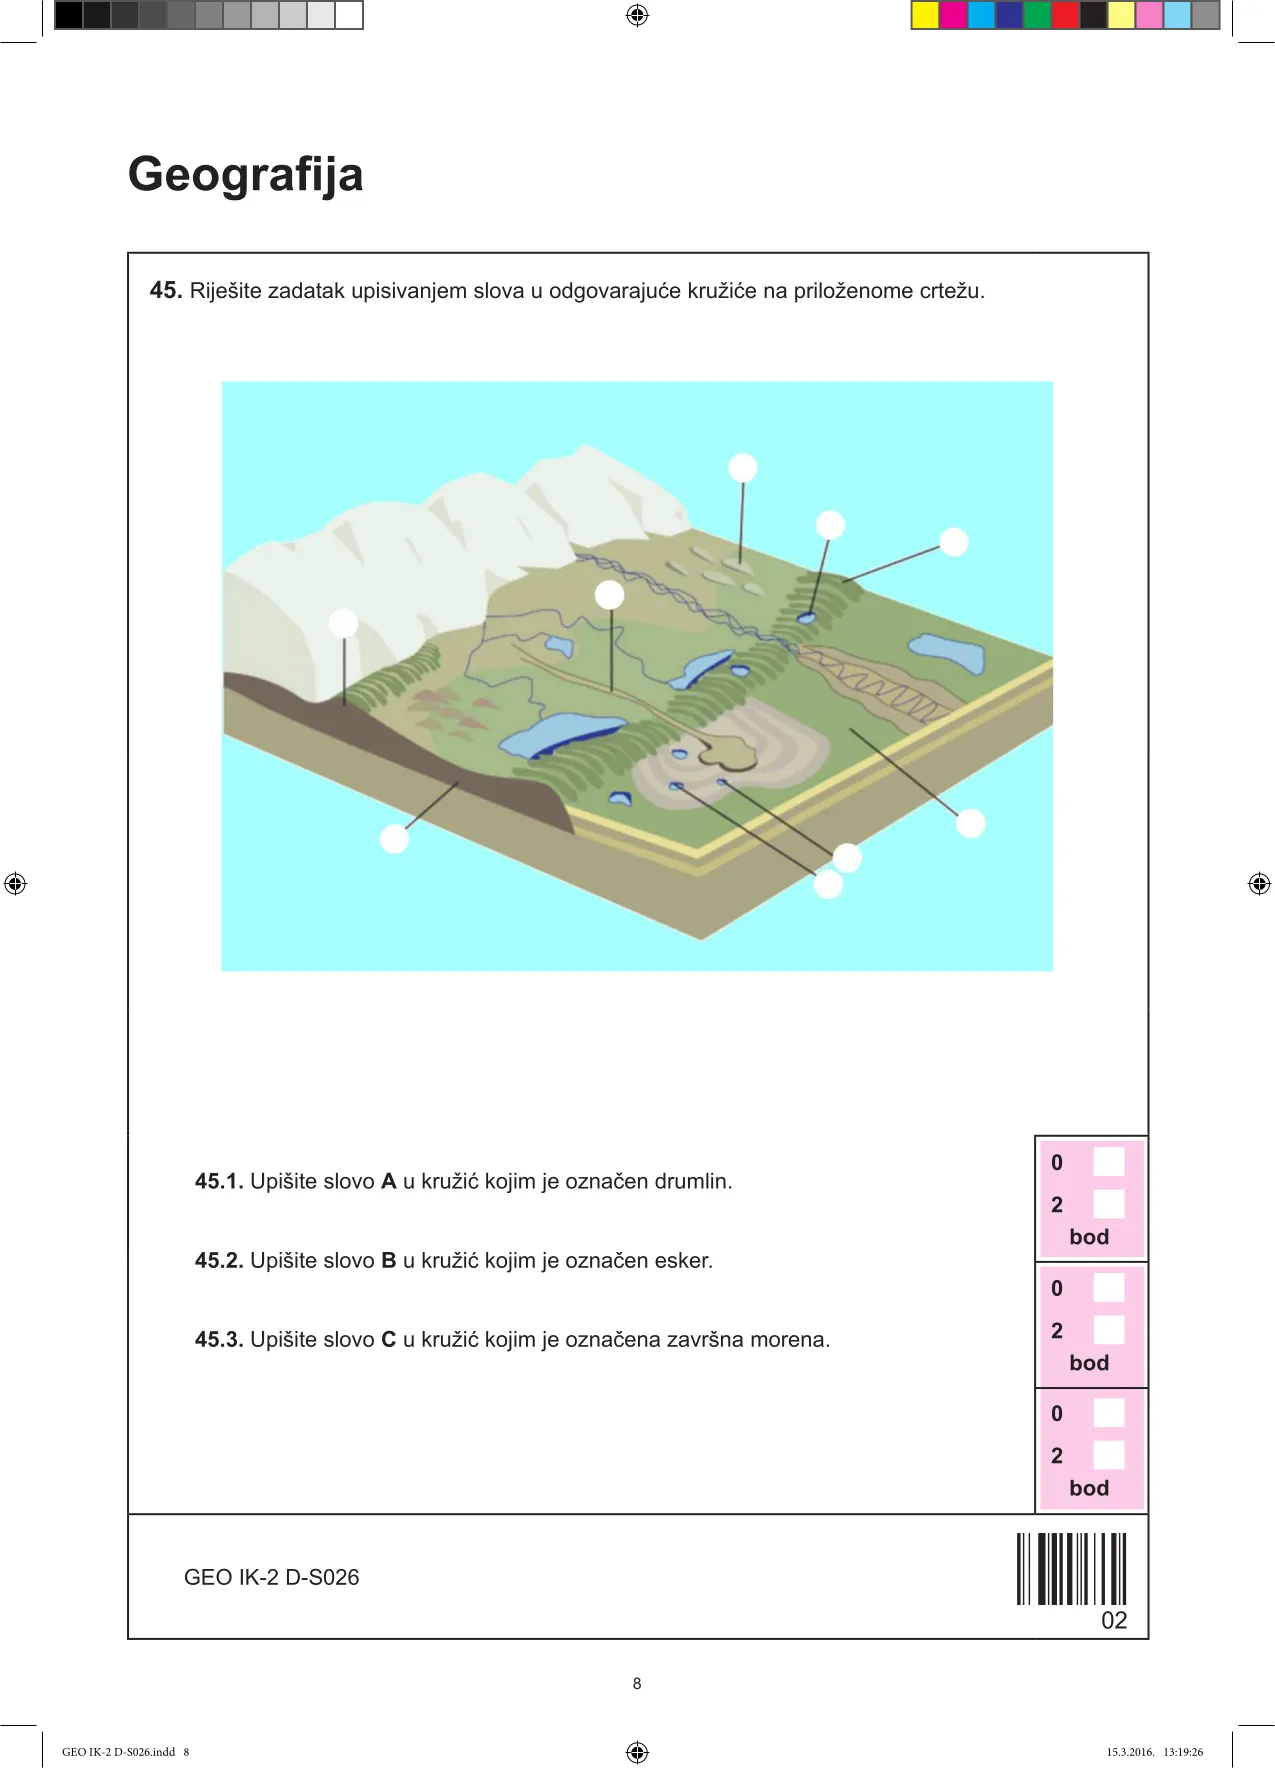 Geografija
45. Riješite zadatak upisivanjem slova u odgovarajuće kružiće na priloženome crtežu.
45.1. Upišite slovo A u kružić kojim je označen drumlin.
0
2
bod
45.2. Upišite slovo B u kružić kojim je označen esker.
0
2
bod
45.3. Upišite slovo C u kružić kojim je označena završna morena.
0
2
bod
GEO IK-2 D-S026
02
8
GEO IK-2 D-S026.indd 8
15.3.2016. 13:19:26